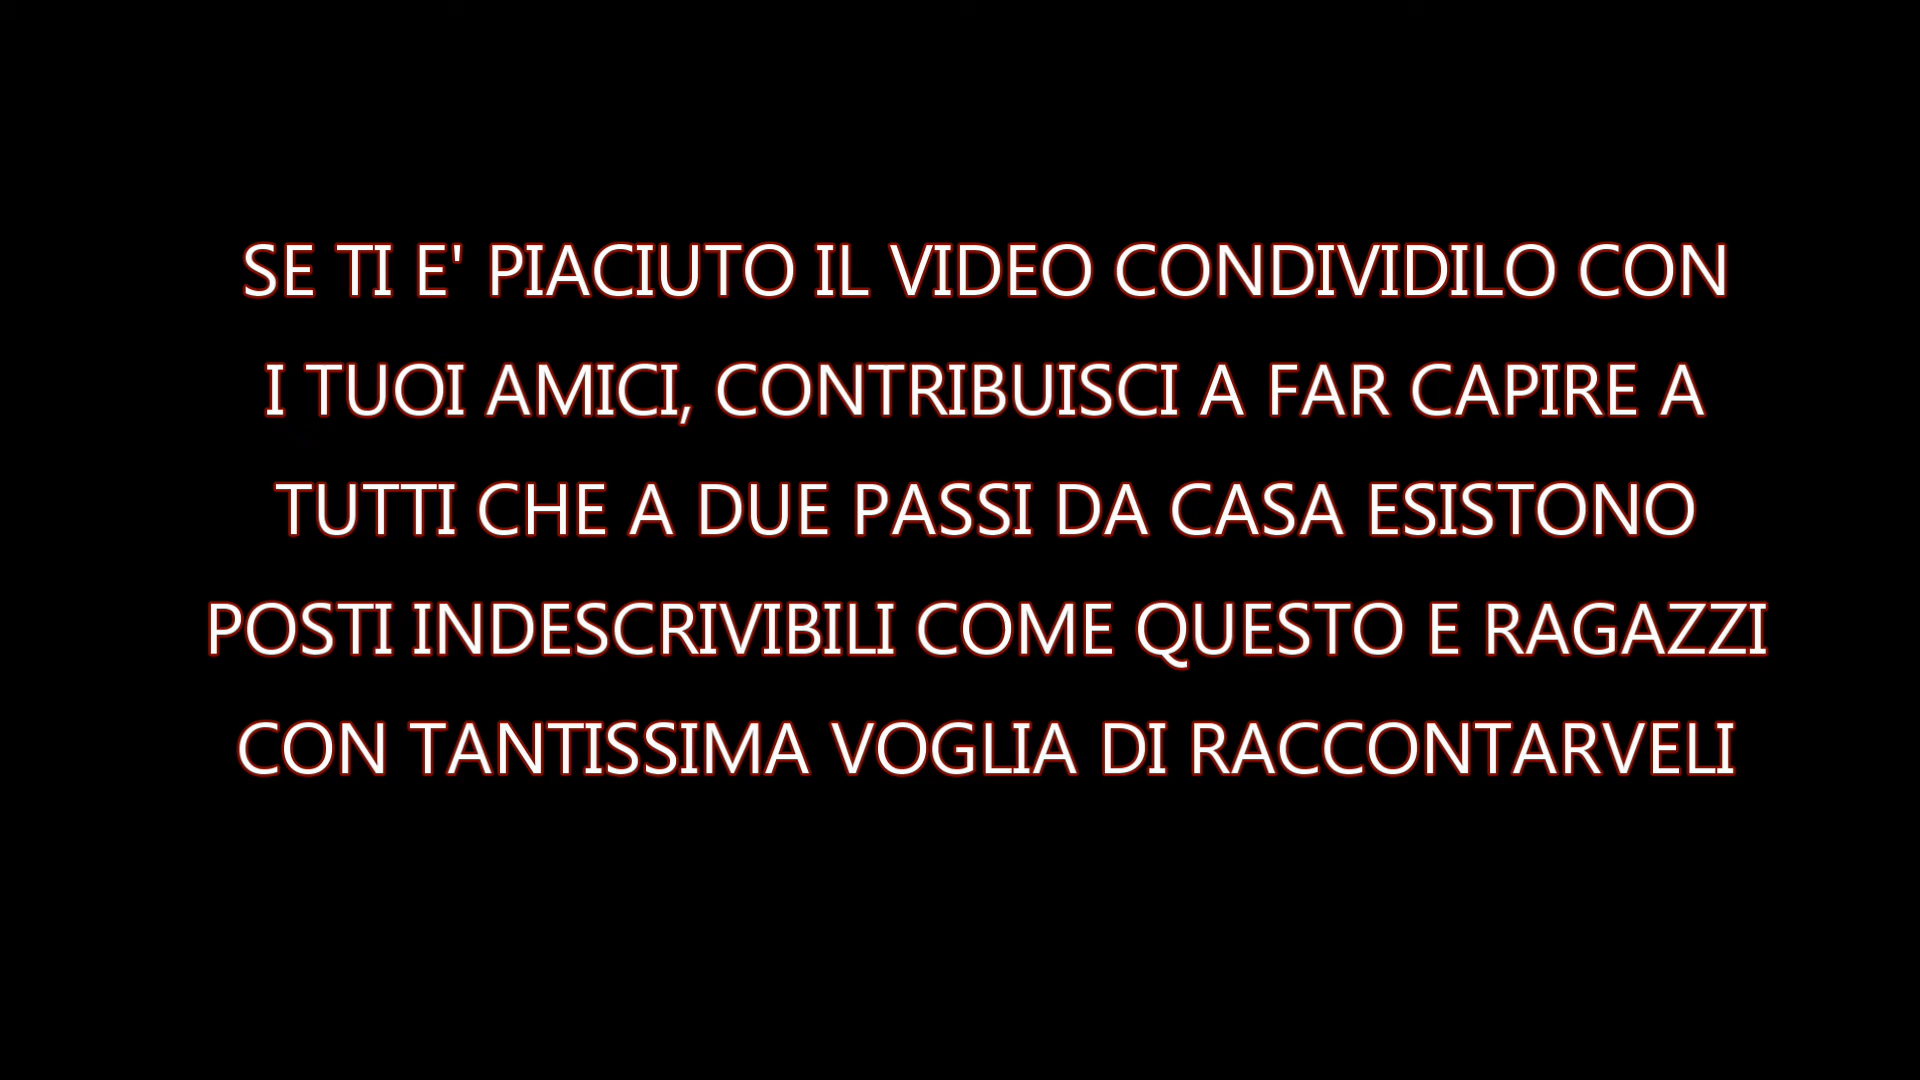 SE TI E' PIACIUTO IL VIDEO CONDIVIDILO CON
I TUOI AMICI, CONTRIBUISCI A FAR CAPIRE A
TUTTI CHE A DUE PASSI DA CASA ESISTONO
POSTI INDESCRIVIBILI COME QUESTO E RAGAZZI
CON TANTISSIMA VOGLIA DI RACCONTARVELI